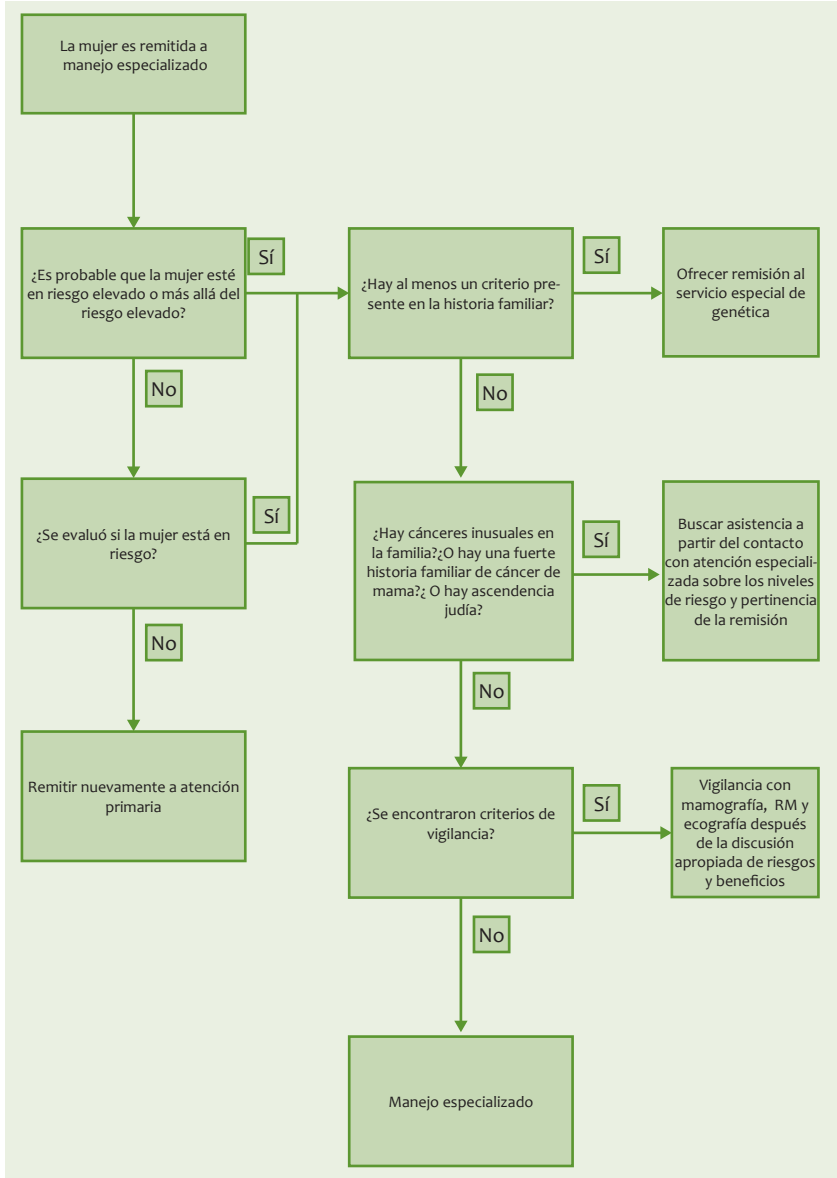 La mujer es remitida a
manejo especializado
¿Es probable que la mujer esté
en riesgo elevado o más allá del
riesgo elevado?
Sí
¿Hay al menos un criterio pre-
sente en la historia familiar?
Sí
Ofrecer remisión al
servicio especial de
genética
No
No
¿Se evaluó si la mujer está en
riesgo?
Sí
¿Hay cánceres inusuales en
la familia?¿O hay una fuerte
historia familiar de cáncer de
mama?¿ O hay ascendencia
judía?
Sí
Buscar asistencia a
partir del contacto
con atención especiali-
zada sobre los niveles
de riesgo y pertinencia
de la remisión
No
No
Remitir nuevamente a atención
primaria
¿Se encontraron criterios de
vigilancia?
Sí
Vigilancia con
mamografía, RM y
ecografía después
de la discusión
apropiada de riesgos
y beneficios
No
Manejo especializado